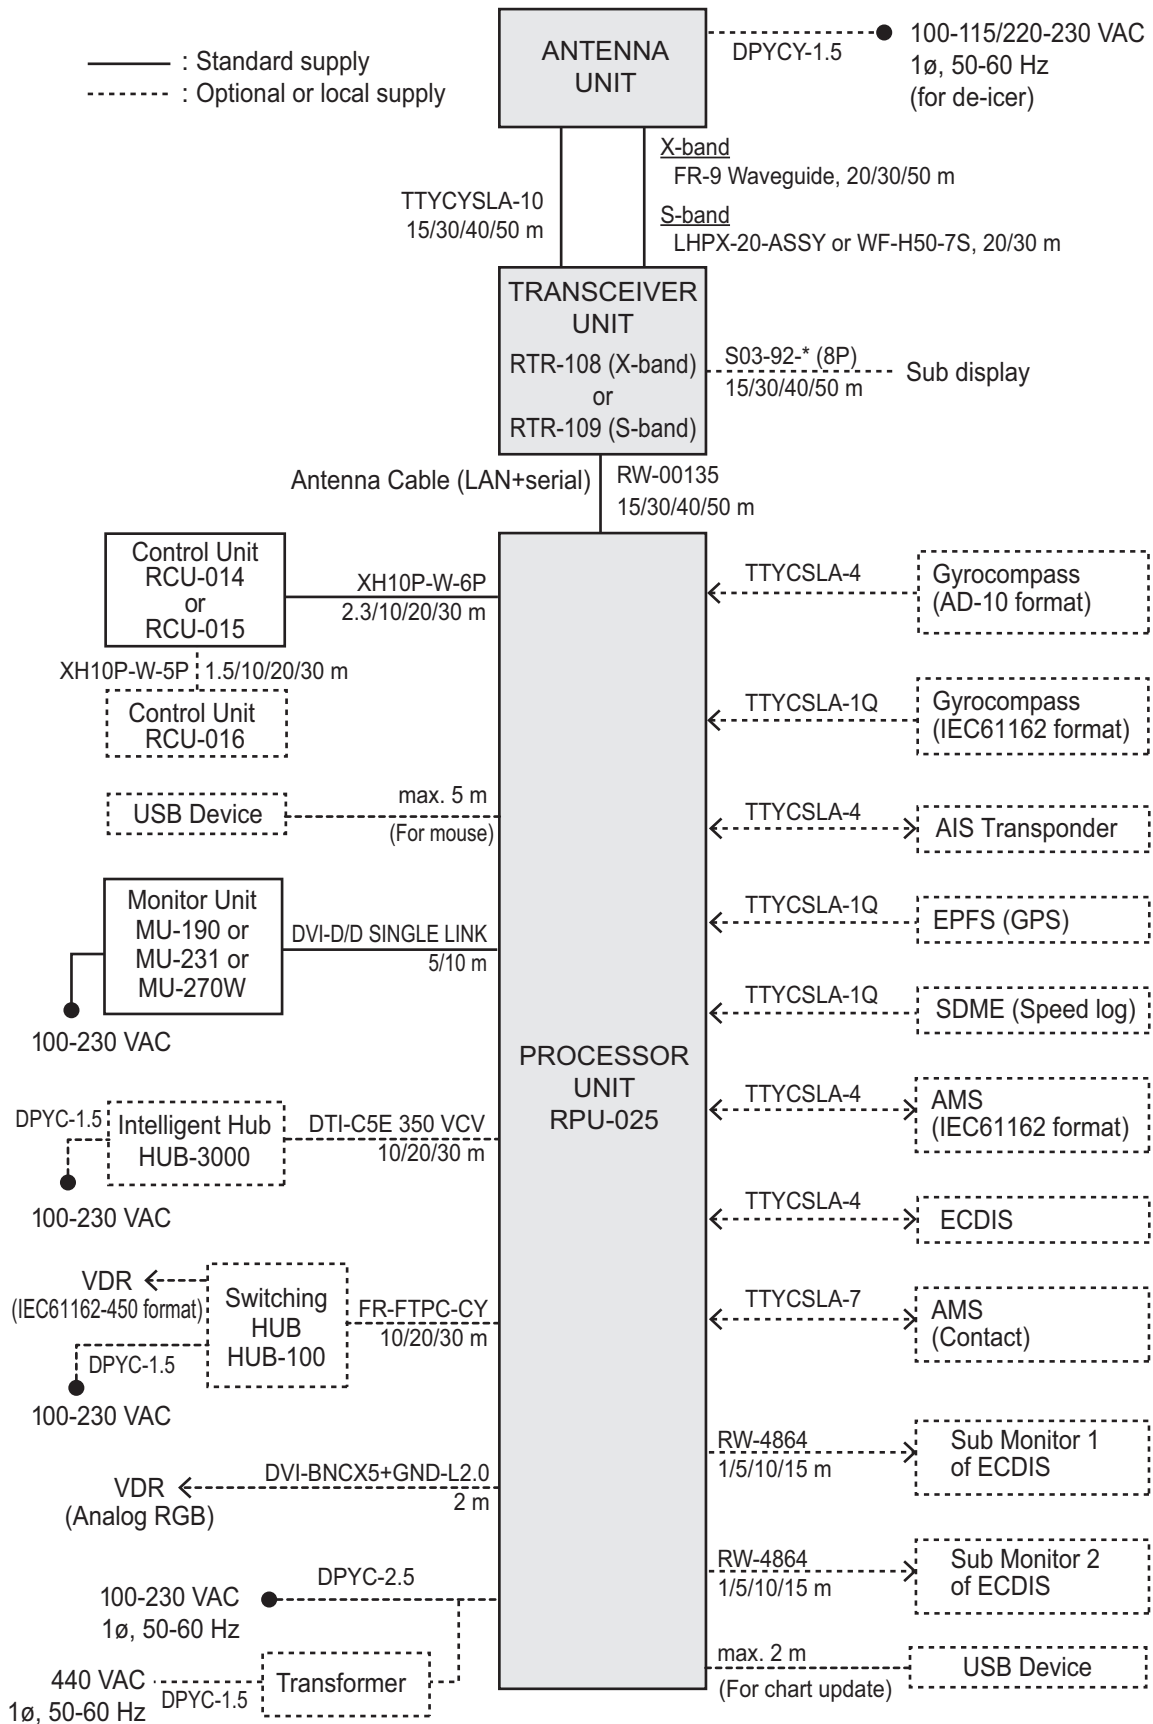 : Standard supply
: Optional or local supply
ANTENNA
UNIT
DPYCY-1.5
100-115/220-230 VAC
1ø, 50-60 Hz
(for de-icer)
TTYCYSLA-10
15/30/40/50 m
X-band
FR-9 Waveguide, 20/30/50 m
S-band
LHPX-20-ASSY or WF-H50-7S, 20/30 m
TRANSCEIVER
UNIT
RTR-108 (X-band)
or
RTR-109 (S-band)
S03-92-* (8P)
15/30/40/50 m
Sub display
Antenna Cable (LAN+serial)
RW-00135
15/30/40/50 m
Control Unit
RCU-014
or
RCU-015
XH10P-W-6P
2.3/10/20/30 m
XH10P-W-5P
1.5/10/20/30 m
Control Unit
RCU-016
USB Device
max. 5 m
(For mouse)
Monitor Unit
MU-190 or
MU-231 or
MU-270W
DVI-D/D SINGLE LINK
5/10 m
100-230 VAC
DPYC-1.5
Intelligent Hub
HUB-3000
DTI-C5E 350 VCV
10/20/30 m
100-230 VAC
VDR
(IEC61162-450 format)
Switching
HUB
HUB-100
FR-FTPC-CY
10/20/30 m
DPYC-1.5
100-230 VAC
VDR
(Analog RGB)
DVI-BNCX5+GND-L2.0
2 m
100-230 VAC
1ø, 50-60 Hz
DPYC-2.5
440 VAC
1ø, 50-60 Hz
DPYC-1.5
Transformer
PROCESSOR
UNIT
RPU-025
TTYCSLA-4
Gyrocompass
(AD-10 format)
TTYCSLA-1Q
Gyrocompass
(IEC61162 format)
TTYCSLA-4
AIS Transponder
TTYCSLA-1Q
EPFS (GPS)
TTYCSLA-1Q
SDME (Speed log)
TTYCSLA-4
AMS
(IEC61162 format)
TTYCSLA-4
ECDIS
TTYCSLA-7
AMS
(Contact)
RW-4864
1/5/10/15 m
Sub Monitor 1
of ECDIS
RW-4864
1/5/10/15 m
Sub Monitor 2
of ECDIS
max. 2 m
(For chart update)
USB Device